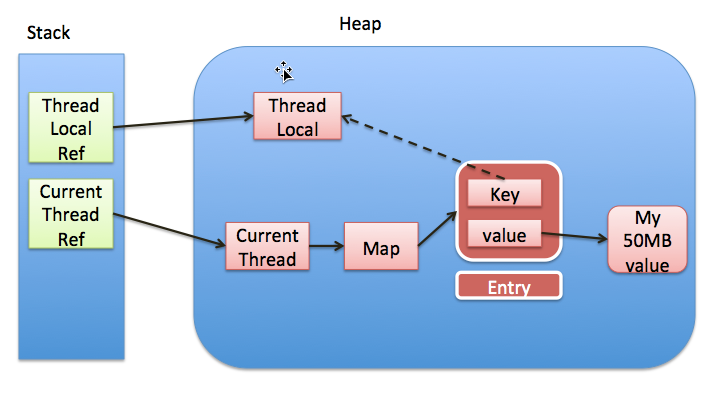 Stack
Heap
Thread
Local
Ref
Current
Thread
Ref
Thread
Local
Current
Thread
Map
Key
value
Entry
My
50MB
value